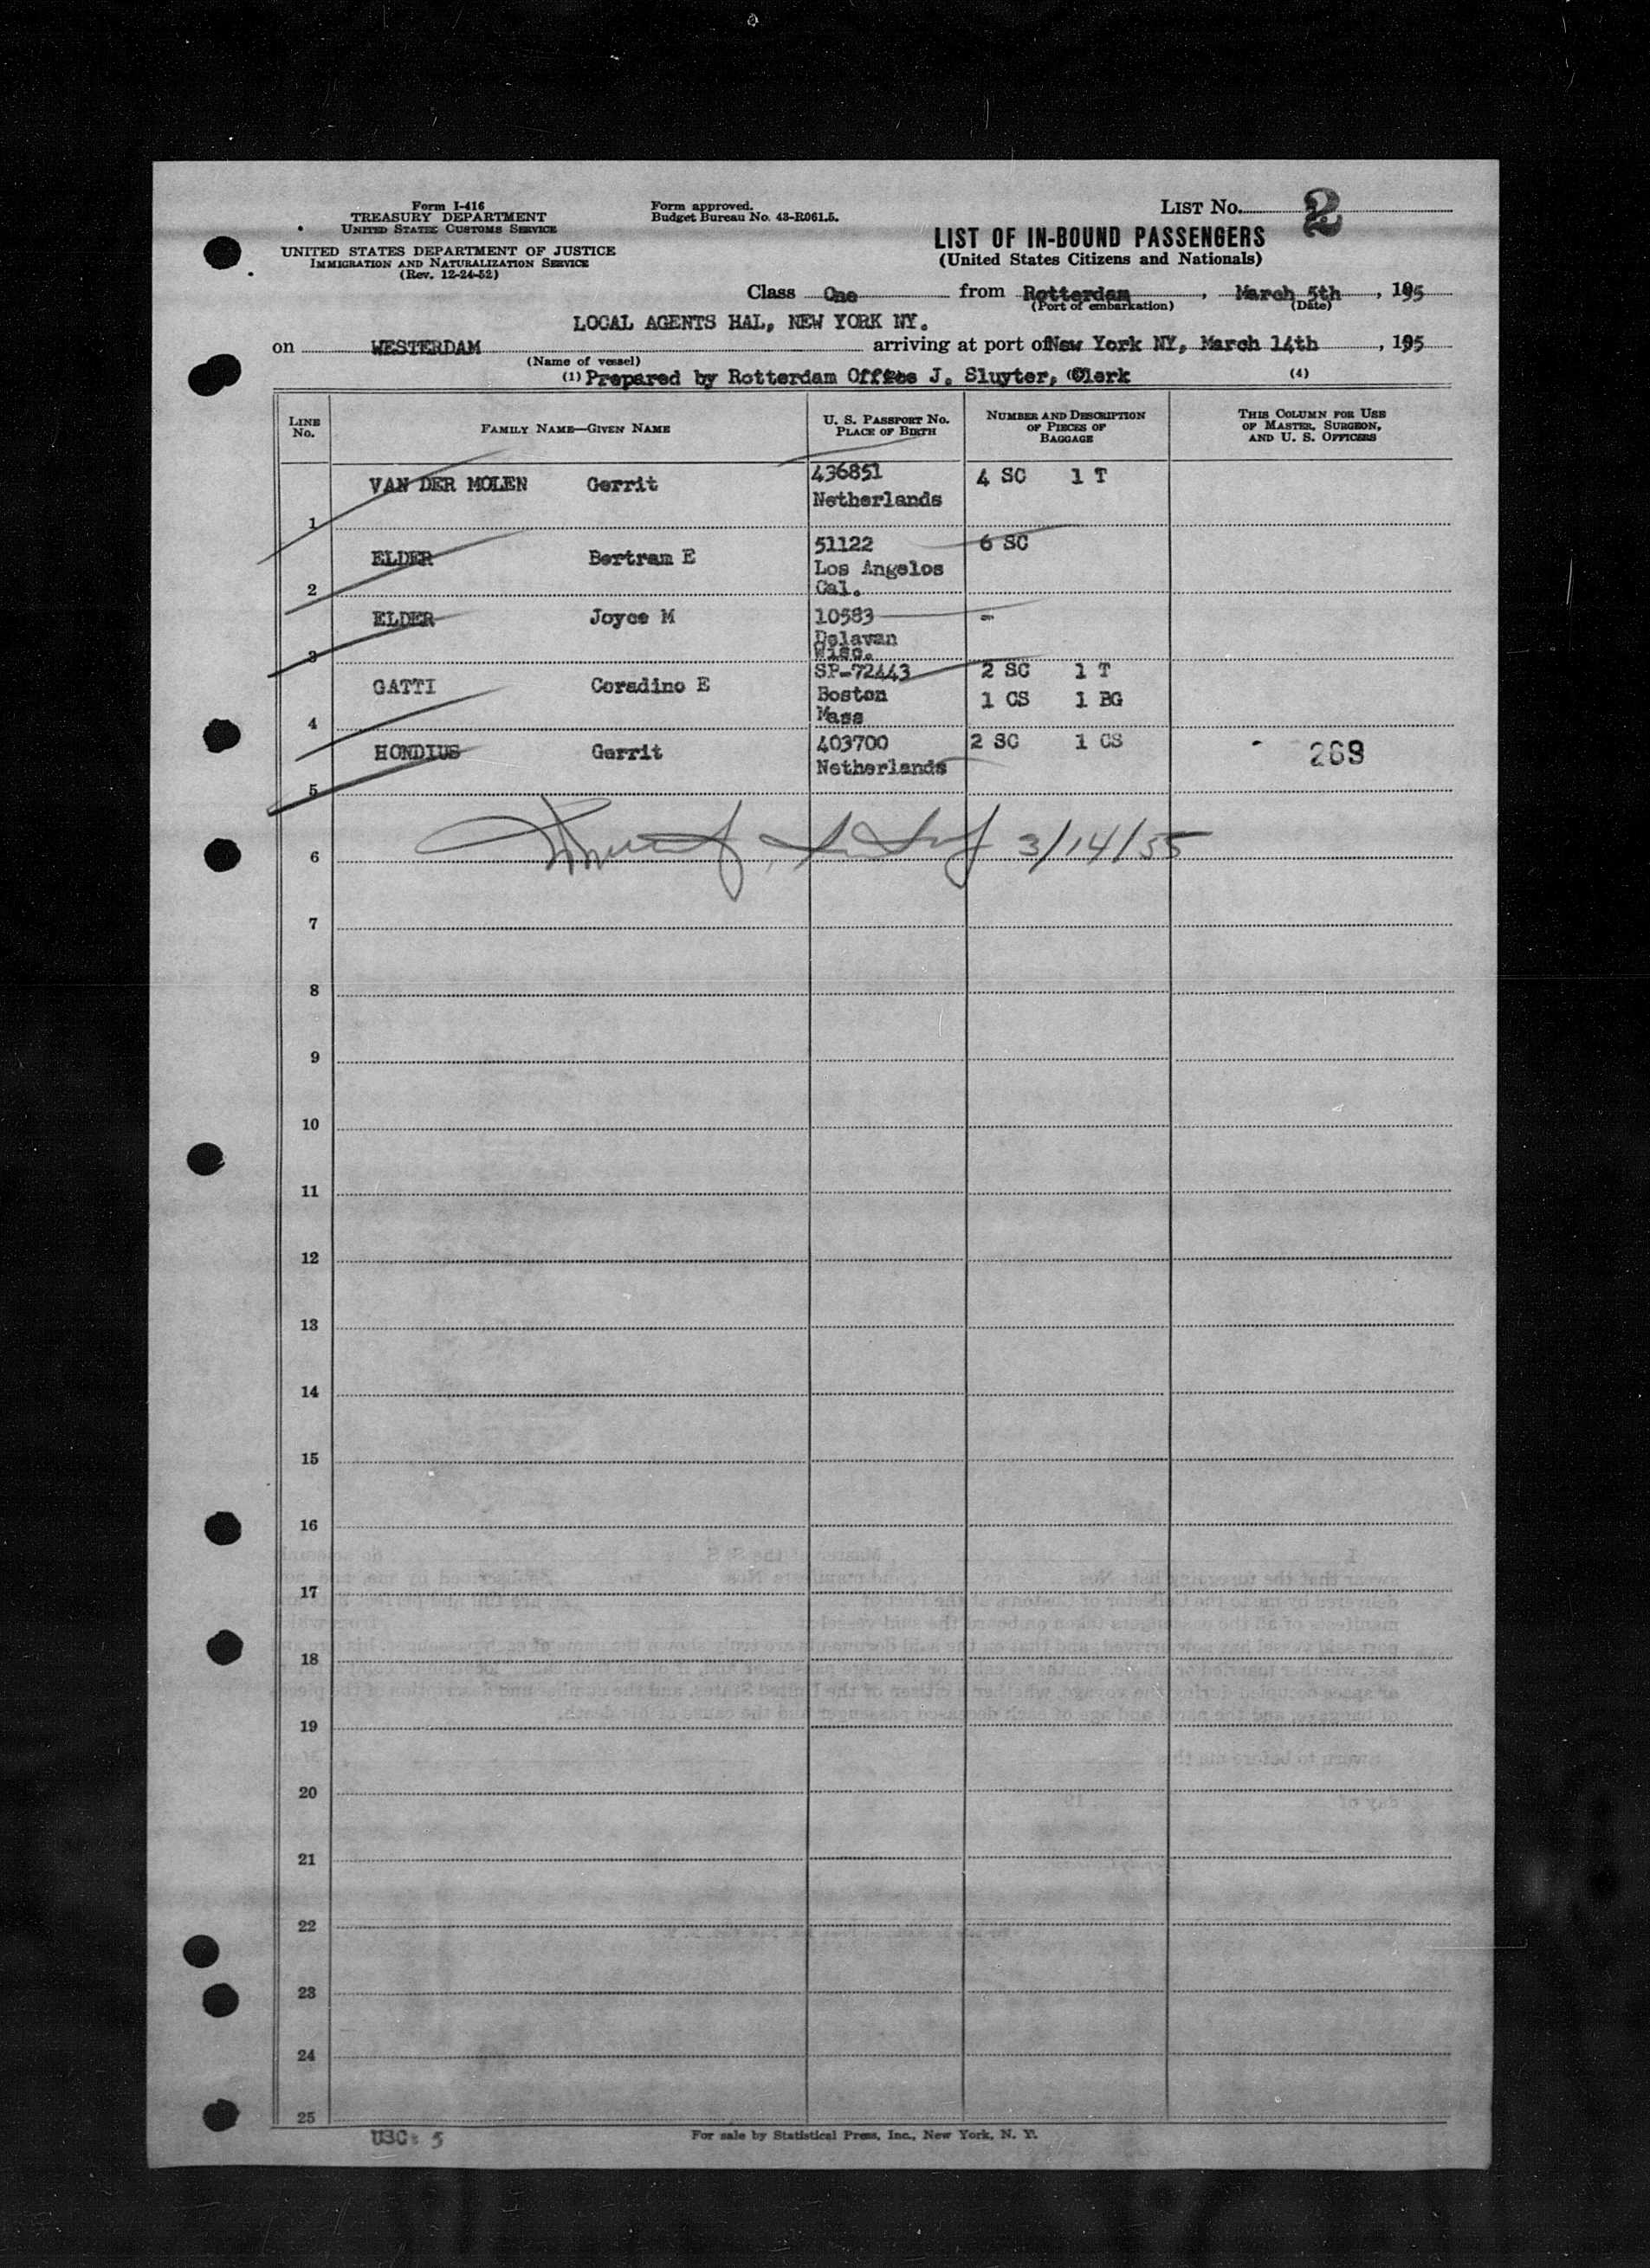 Form I-416
TREASURY DEPARTMENT
UNITED STATES CUSTOMS SERVICE
UNITED STATES DEPARTMENT OF JUSTICE
IMMIGRATION AND NATURALIZATION SERVICE
(Rev. 12-24-52)
Form approved.
Budget Bureau No. 43-R061.5.
LIST NO. 2
LIST OF IN-BOUND PASSENGERS
(United States Citizens and Nationals)
Class One from Rotterdam, March 5th, 195
(Port of embarkation) (Date)
LOCAL AGENTS HAL, NEW YORK NY.
on WESTERDAM arriving at port of New York NY, March 14th, 195
(Name of vessel)
(1) Prepared by Rotterdam Office J. Sluyter, Clerk (4)
LINE No. FAMILY NAME—GIVEN NAME U. S. PASSPORT NO. PLACE OF BIRTH NUMBER AND DESCRIPTION OF PIECES OF BAGGAGE THIS COLUMN FOR USE OF MASTER, SURGEON, AND U. S. OFFICERS
1 VAN DER MOLEN Gerrit 436851 4 SC 1 T
Netherlands
2 ELDER Bertram E 51122 6 SC
Los Angelos
Cal.
3 ELDER Joyce M 10583 -
Delavan
Wisc.
4 GATTI Coradino E SP-72443 2 SC 1 T
Boston 1 CS 1 BG
Mass
5 HONDIUS Gerrit 403700 2 SC 1 CS 268
Netherlands
6 3/14/55
7
8
9
10
11
12
13
14
15
16
17
18
19
20
21
22
23
24
25
USC: 5
For sale by Statistical Press, Inc., New York, N. Y.